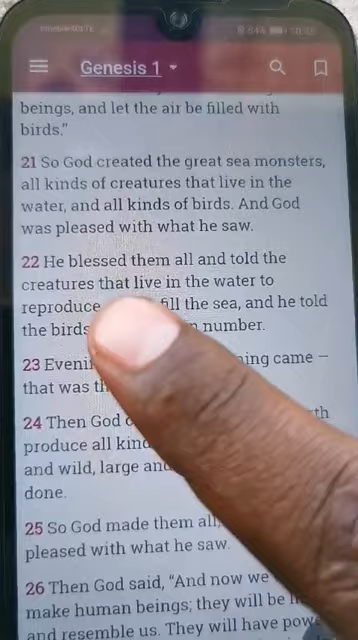 Genesis 1
beings, and let the air be filled with
birds."
21 So God created the great sea monsters,
all kinds of creatures that live in the
water, and all kinds of birds. And God
was pleased with what he saw.
22 He blessed them all and told the
creatures that live in the water to
reproduce fill the sea, and he told
the birds number.
23 came —
that was
24 Then God
produce all
and wild, large
done.
25 So God made them all,
pleased with what he saw.
26 Then God said, "And now we
make human beings; they will be
and resemble us. They will have